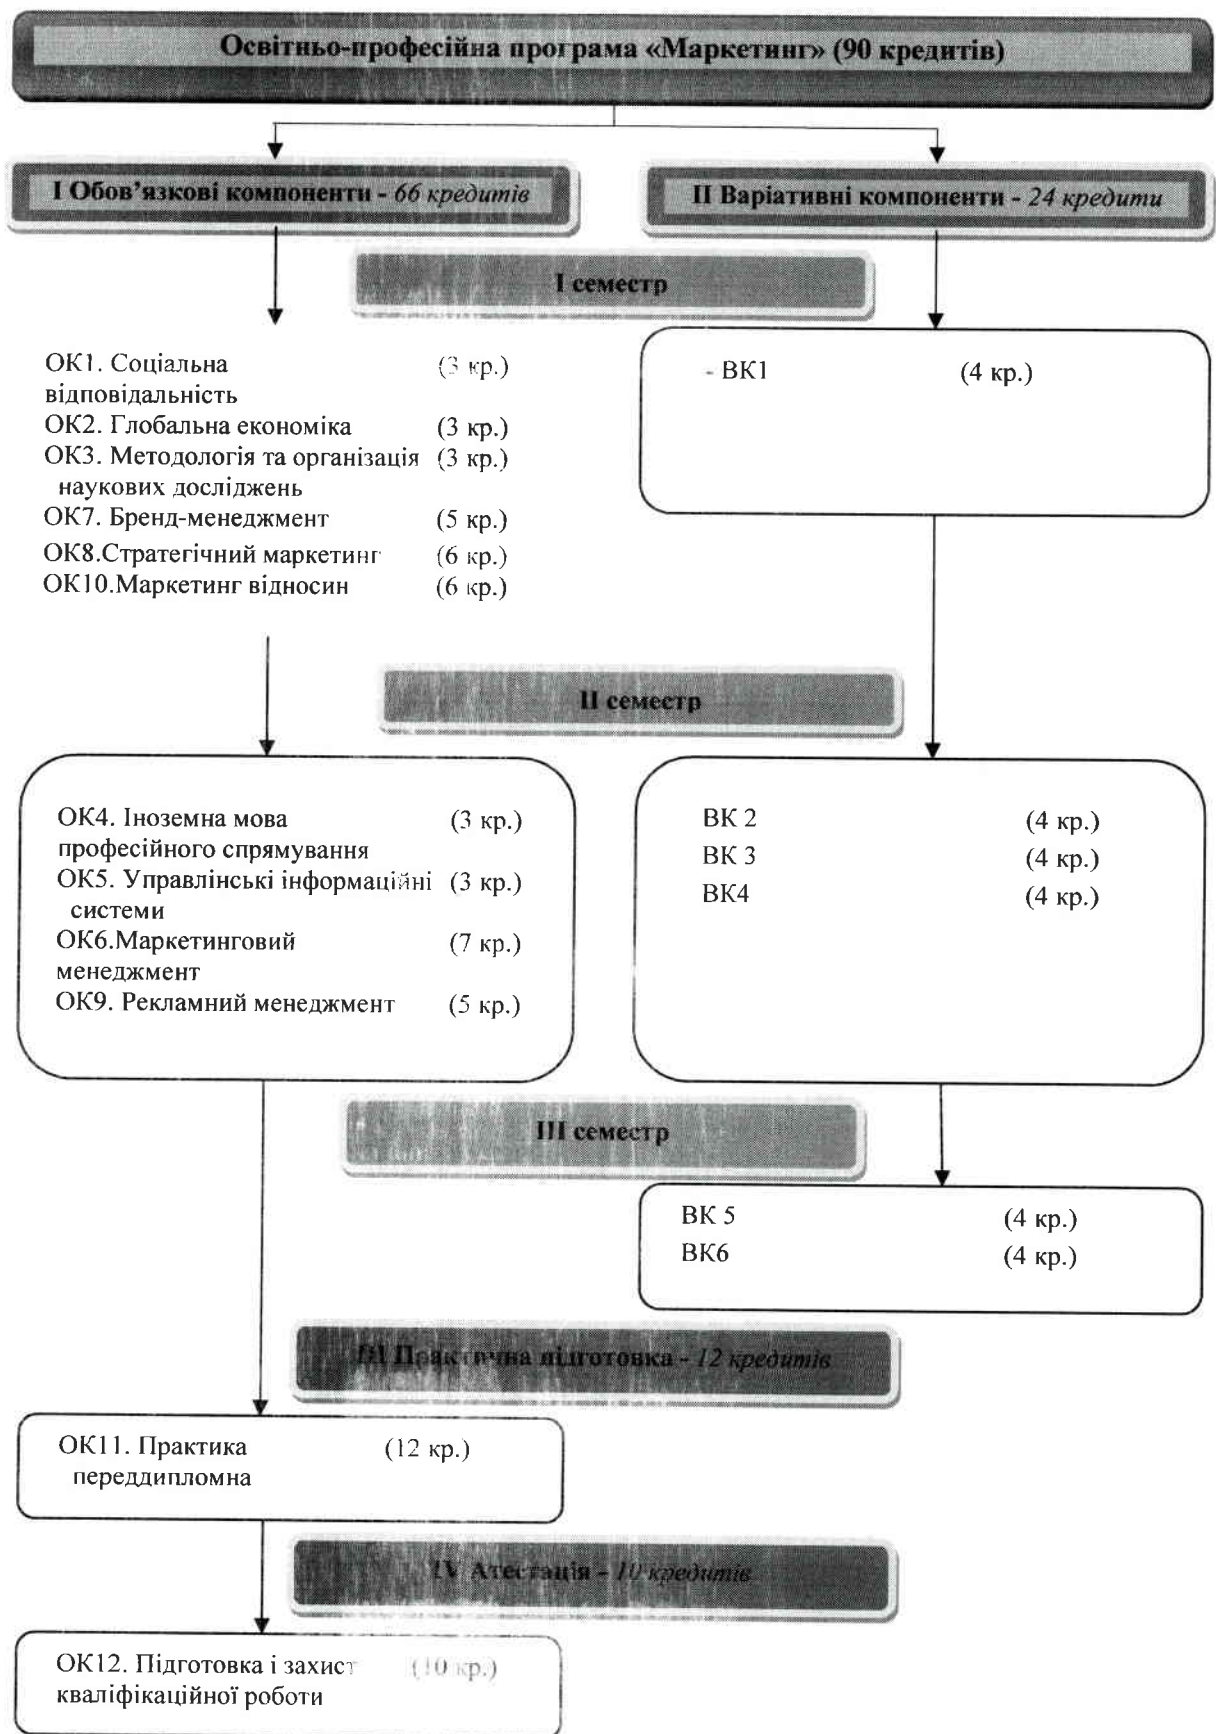 Освітньо-професійна програма «Маркетинг» (90 кредитів)
І Обов’язкові компоненти - 66 кредитів
ІІ Варіативні компоненти - 24 кредити
І семестр
ОК1. Соціальна (3 кр.)
відповідальність
ОК2. Глобальна економіка (3 кр.)
ОК3. Методологія та організація (3 кр.)
наукових досліджень
ОК7. Бренд-менеджмент (5 кр.)
ОК8.Стратегічний маркетинг (6 кр.)
ОК10.Маркетинг відносин (6 кр.)
- ВК1 (4 кр.)
ІІ семестр
ОК4. Іноземна мова (3 кр.)
професійного спрямування
ОК5. Управлінські інформаційні (3 кр.)
системи
ОК6.Маркетинговий (7 кр.)
менеджмент
ОК9. Рекламний менеджмент (5 кр.)
ВК 2 (4 кр.)
ВК 3 (4 кр.)
ВК4 (4 кр.)
ІІІ семестр
ВК 5 (4 кр.)
ВК6 (4 кр.)
ІІІ Практична підготовка - 12 кредитів
ОК11. Практика (12 кр.)
переддипломна
IV Атестація - 10 кредитів
ОК12. Підготовка і захист (10 кр.)
кваліфікаційної роботи